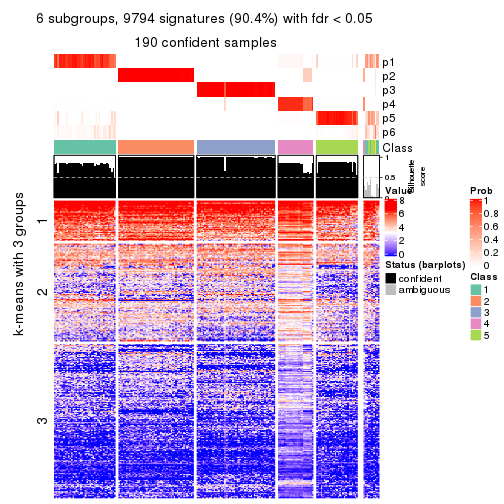 6 subgroups, 9794 signatures (90.4%) with fdr < 0.05
190 confident samples
p1
p2
p3
p4
p5
p6
Class
1
0.5
0
Silhouette
score
k-means with 3 groups
1
2
3
Value
8
6
4
2
0
Status (barplots)
confident
ambiguous
Prob
1
0.8
0.6
0.4
0.2
0
Class
1
2
3
4
5